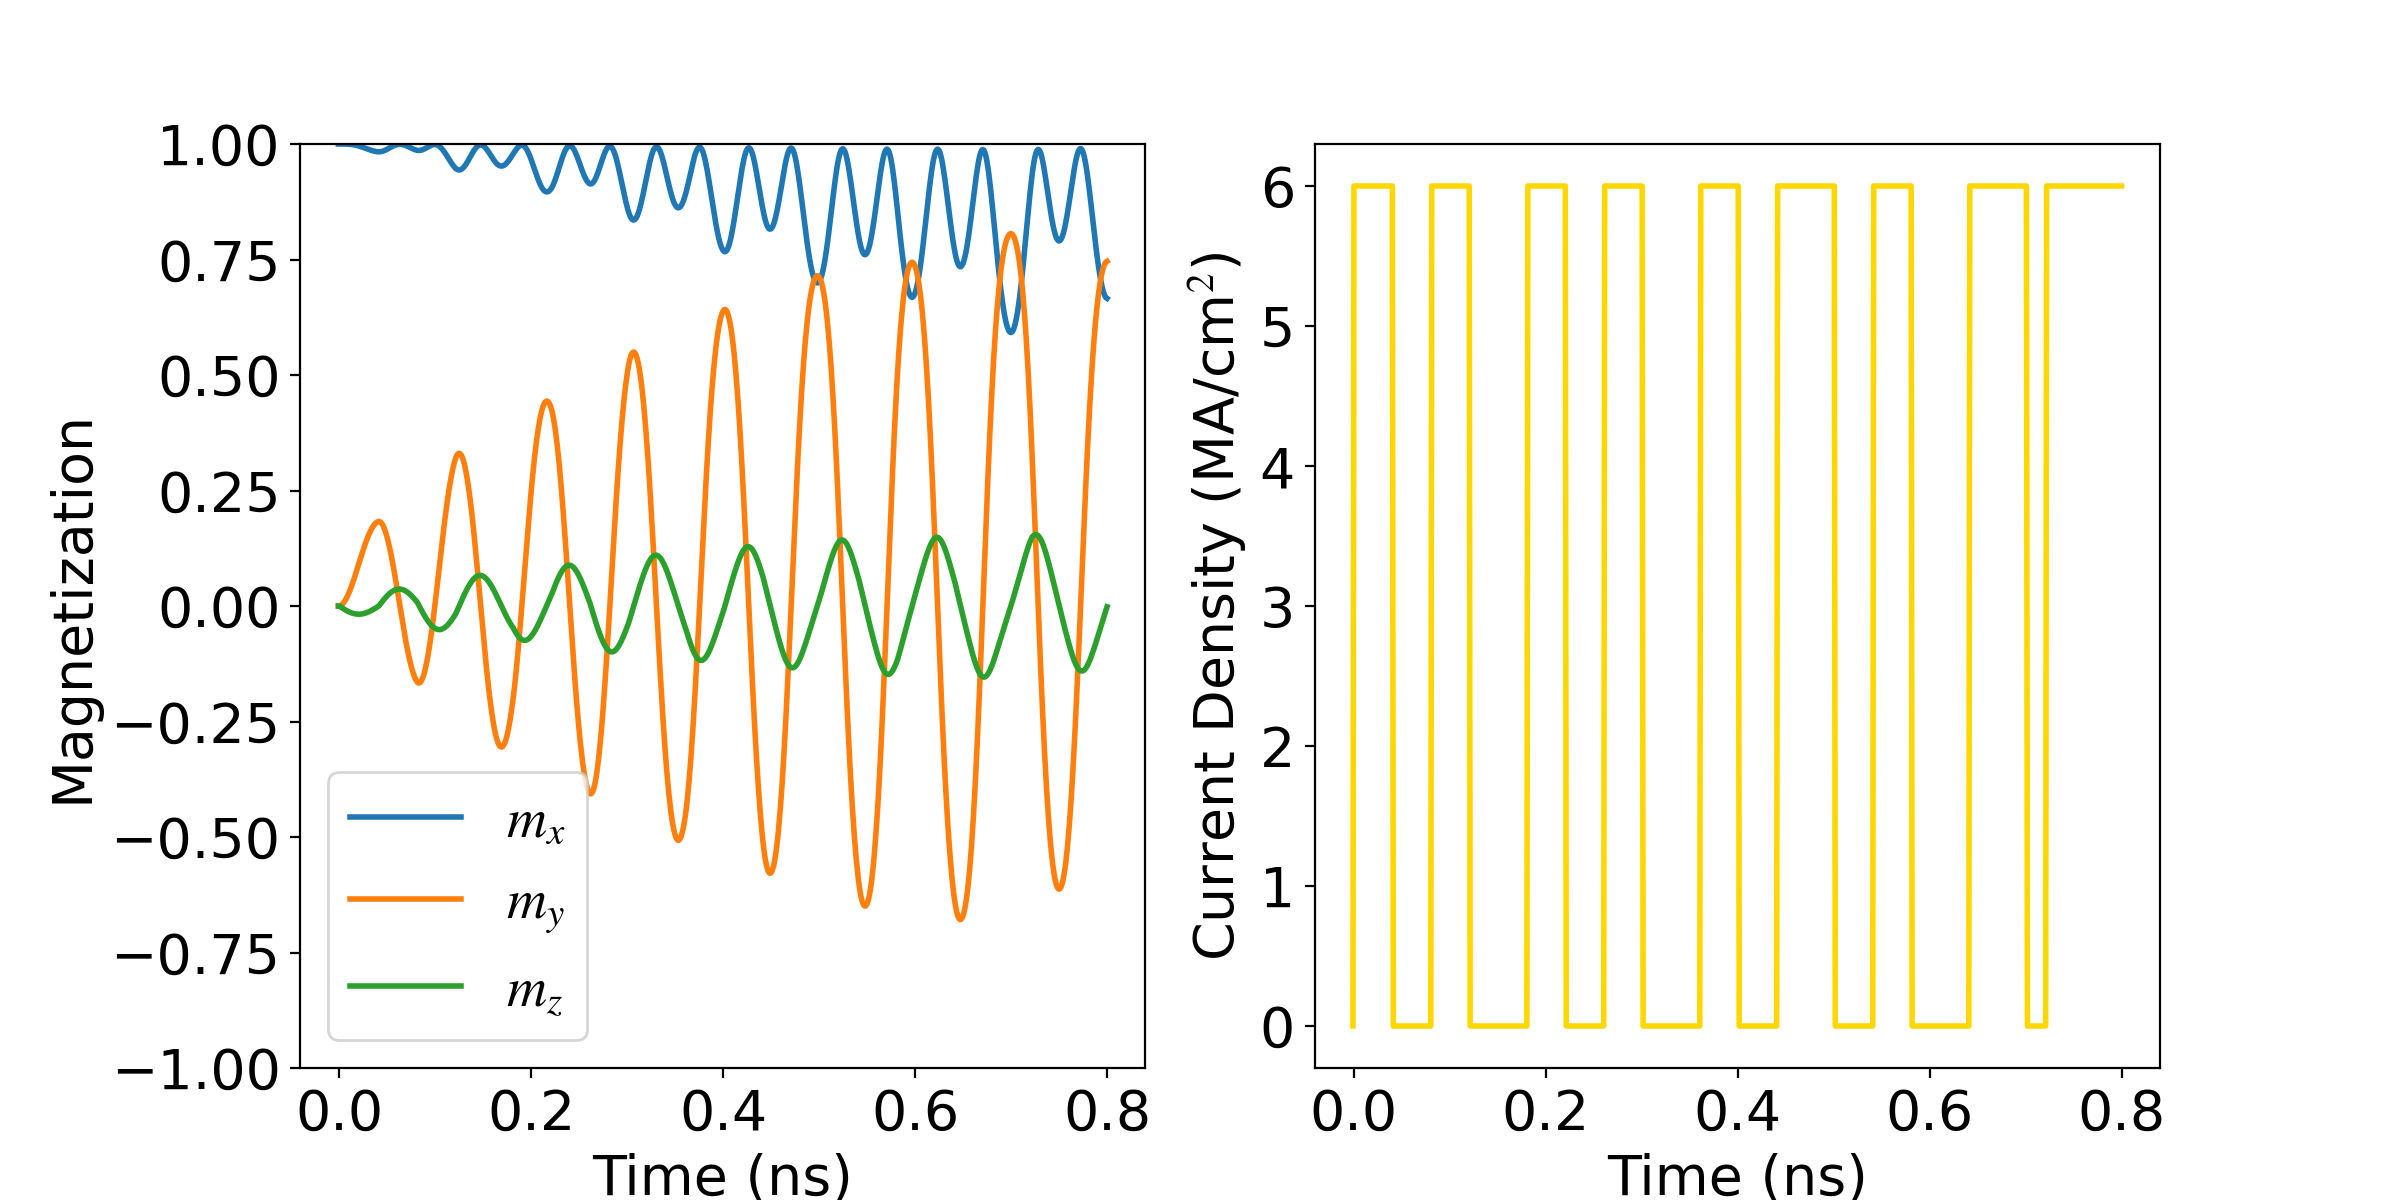 1.00
0.75
0.50
0.25
0.00
−0.25
−0.50
−0.75
−1.00
Magnetization
0.0 0.2 0.4 0.6 0.8
Time (ns)
m_x
m_y
m_z
6
5
4
3
2
1
0
Current Density (MA/cm²)
0.0 0.2 0.4 0.6 0.8
Time (ns)